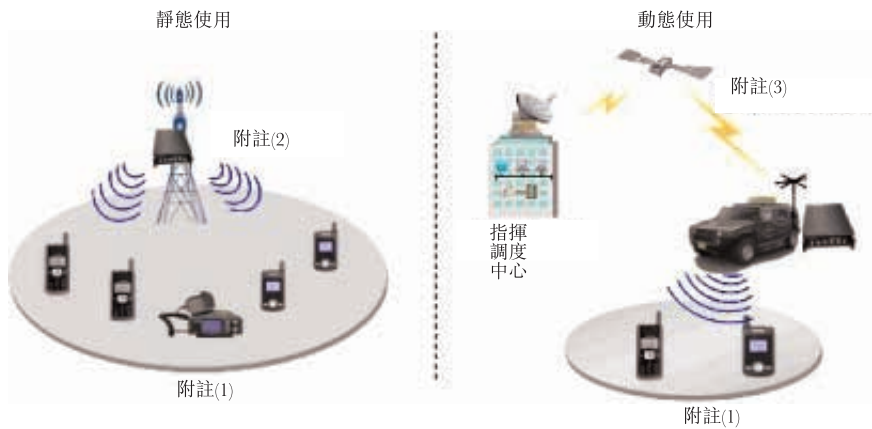 靜態使用
動態使用
附註(2)
附註(3)
指揮
調度
中心
附註(1)
附註(1)